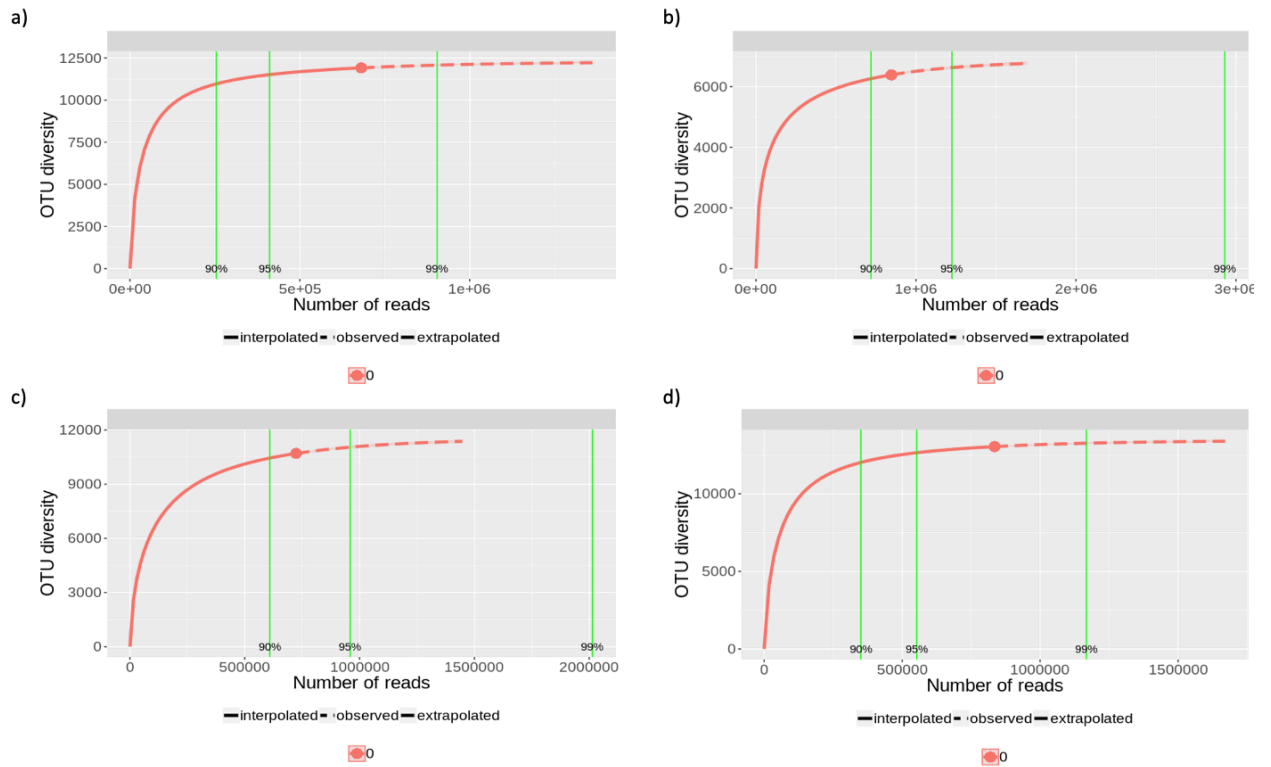 a)
12500
10000
7500
5000
2500
0
OTU diversity
90% 95% 99%
0e+00 5e+05 1e+06
Number of reads
interpolated observed extrapolated
0
b)
6000
4000
2000
0
OTU diversity
90% 95% 99%
0e+00 1e+06 2e+06 3e+0
Number of reads
interpolated observed extrapolated
0
c)
12000
9000
6000
3000
0
OTU diversity
90% 95% 99%
0 500000 1000000 1500000 2000000
Number of reads
interpolated observed extrapolated
0
d)
10000
5000
0
OTU diversity
90% 95% 99%
0 500000 1000000 1500000
Number of reads
interpolated observed extrapolated
0